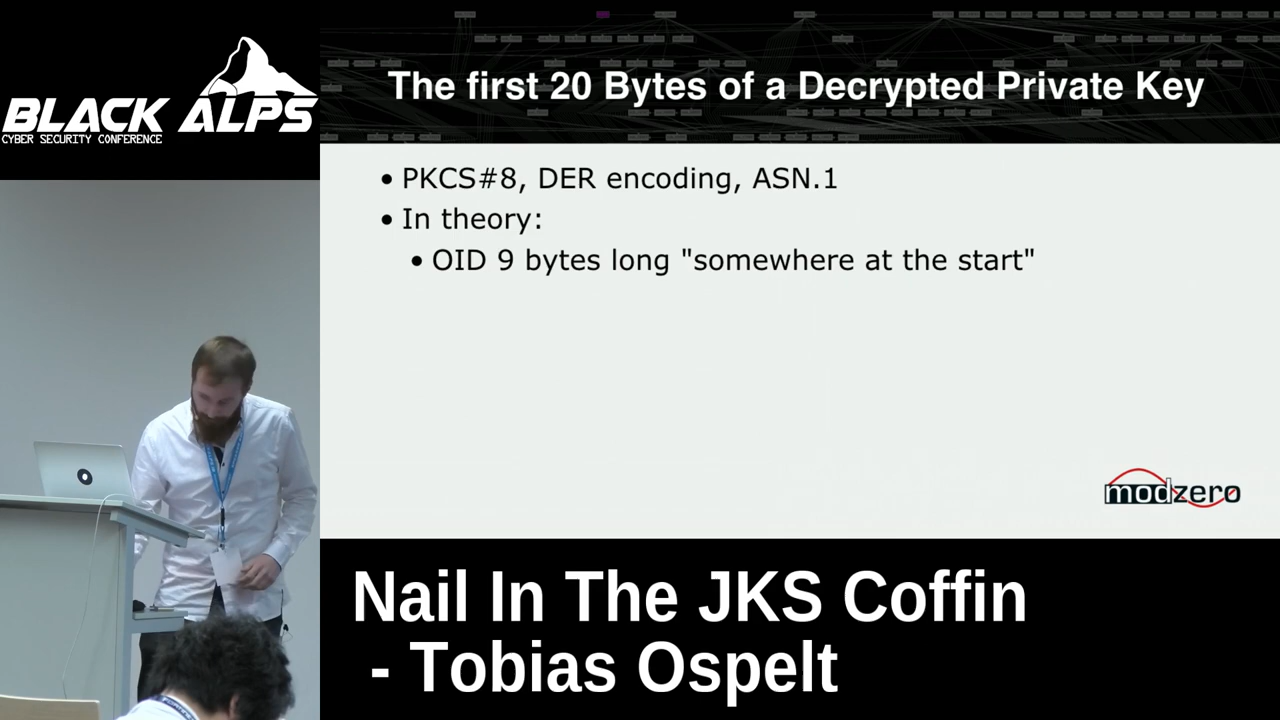 BLACK ALPS
CYBER SECURITY CONFERENCE
The first 20 Bytes of a Decrypted Private Key
• PKCS#8, DER encoding, ASN.1
• In theory:
• OID 9 bytes long "somewhere at the start"
modzero
Nail In The JKS Coffin
- Tobias Ospelt